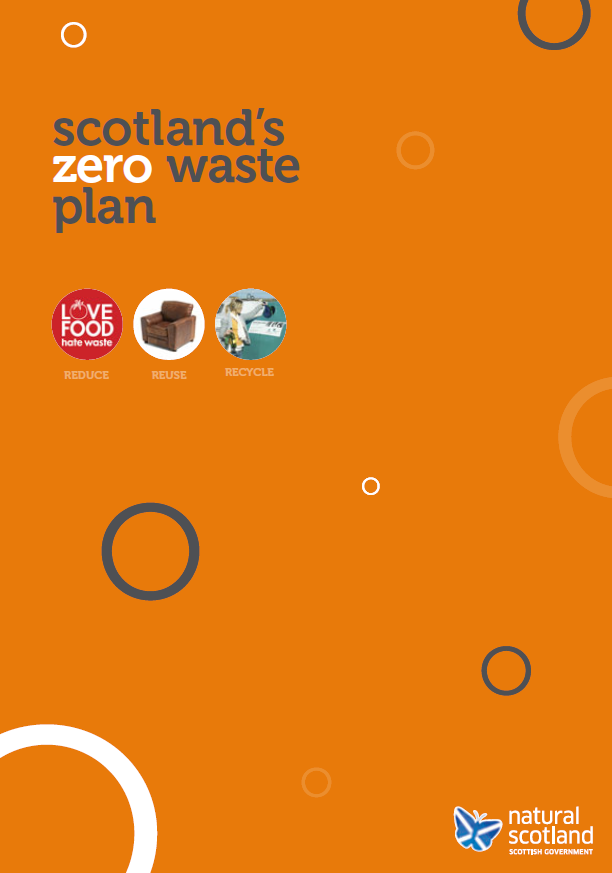 scotland's
zero waste
plan
LOVE
FOOD
hate waste
REDUCE
REUSE
RECYCLE
natural
scotland
SCOTTISH GOVERNMENT